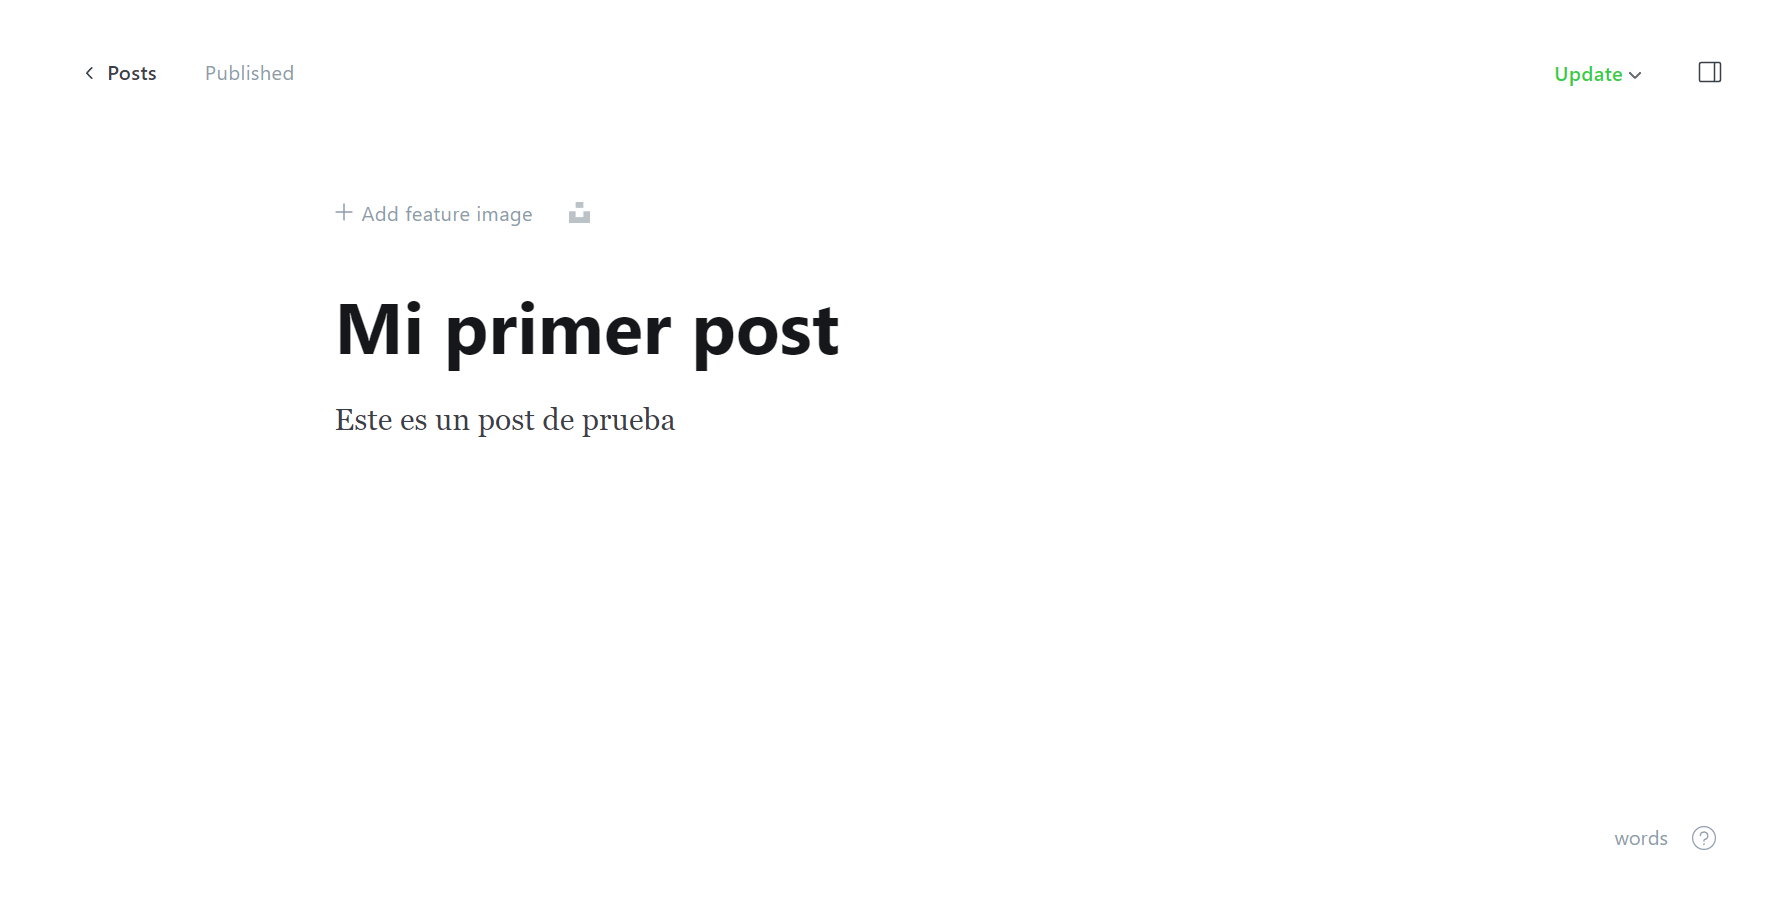 Posts Published Update
Add feature image
Mi primer post
Este es un post de prueba
words ?